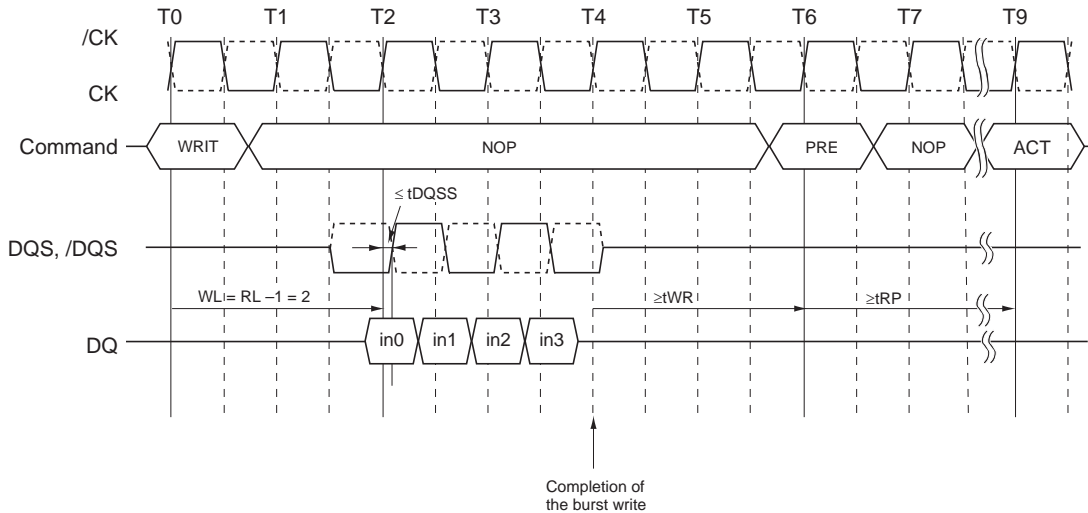 T0 T1 T2 T3 T4 T5 T6 T7 T9
/CK
CK
Command WRIT NOP PRE NOP ACT
≤ tDQSS
DQS, /DQS
WL = RL –1 = 2 ≥tWR ≥tRP
DQ in0 in1 in2 in3
Completion of
the burst write